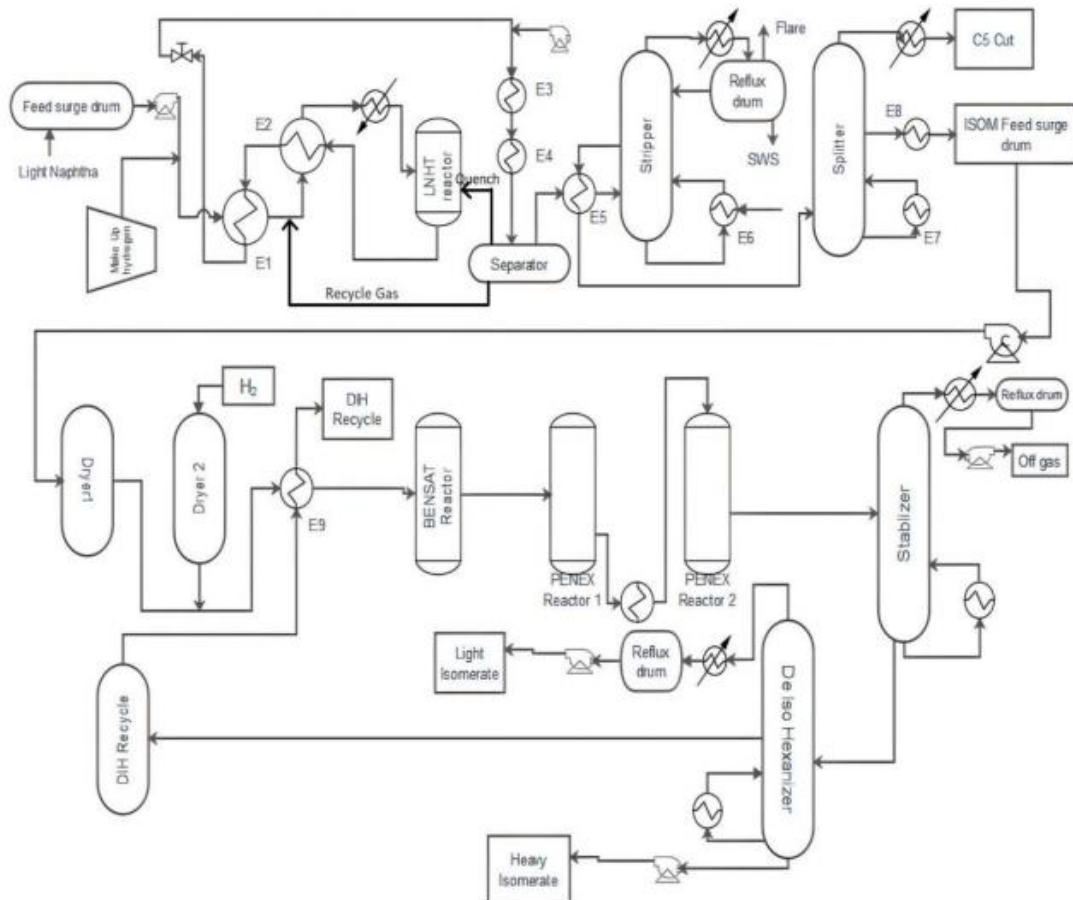 Feed surge drum
Light Naphtha
Make Up
hydrogen
E1
E2
LNHT
reactor
Quench
Recycle Gas
E3
E4
Separator
E5
Stripper
E6
Reflux
drum
Flare
SWS
Splitter
E7
E8
C5 Cut
ISOM Feed surge
drum
C
Dryer1
H₂
Dryer 2
DIH
Recycle
E9
BENSAT
Reactor
PENEX
Reactor 1
PENEX
Reactor 2
Stablizer
Reflux drum
Off gas
Light
Isomerate
Reflux
drum
De iso Hexanizer
DIH Recycle
Heavy
Isomerate